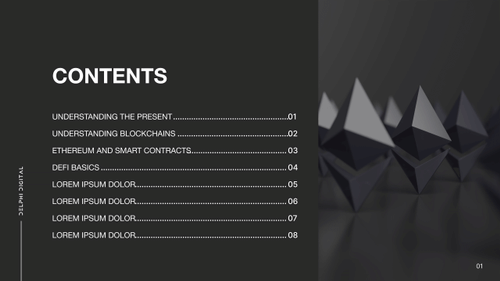 CONTENTS
UNDERSTANDING THE PRESENT....................................................01
UNDERSTANDING BLOCKCHAINS ..................................................02
ETHEREUM AND SMART CONTRACTS........................................... 03
DEFI BASICS ................................................................................... 04
LOREM IPSUM DOLOR................................................................... 05
LOREM IPSUM DOLOR................................................................... 06
LOREM IPSUM DOLOR................................................................... 07
LOREM IPSUM DOLOR................................................................... 08
DELPHI DIGITAL
01